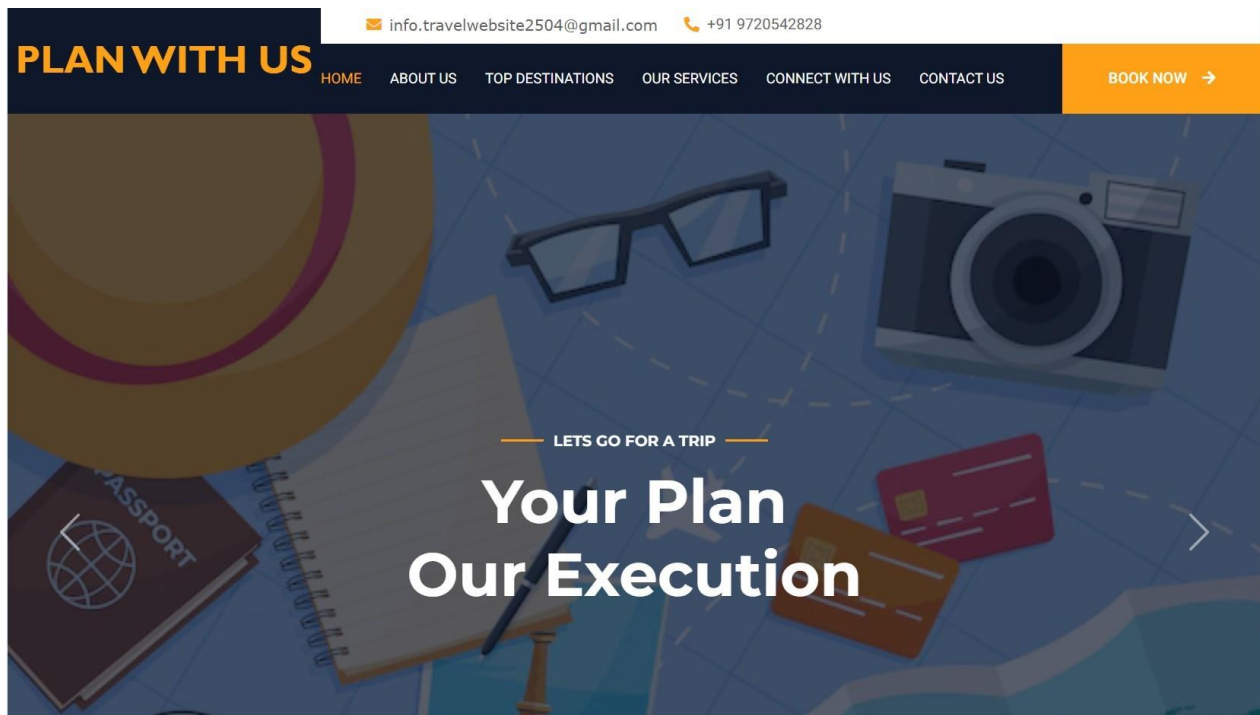 info.travelwebsite2504@gmail.com +91 9720542828
PLAN WITH US
HOME ABOUT US TOP DESTINATIONS OUR SERVICES CONNECT WITH US CONTACT US BOOK NOW
LETS GO FOR A TRIP
Your Plan
Our Execution
PASSPORT